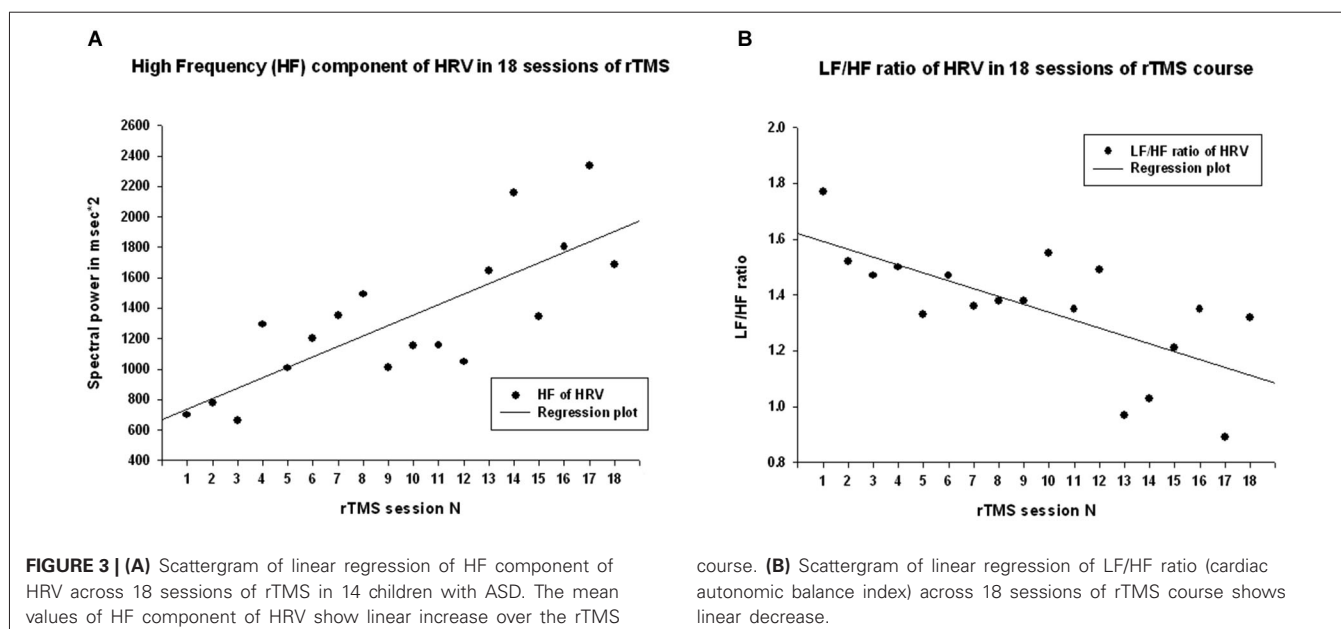 A
High Frequency (HF) component of HRV in 18 sessions of rTMS
Spectral power in msec*2
2600
2400
2200
2000
1800
1600
1400
1200
1000
800
600
400
HF of HRV
Regression plot
1 2 3 4 5 6 7 8 9 10 11 12 13 14 15 16 17 18
rTMS session N
B
LF/HF ratio of HRV in 18 sessions of rTMS course
LF/HF ratio
2.0
1.8
1.6
1.4
1.2
1.0
0.8
LF/HF ratio of HRV
Regression plot
1 2 3 4 5 6 7 8 9 10 11 12 13 14 15 16 17 18
rTMS session N
FIGURE 3 | (A) Scattergram of linear regression of HF component of
HRV across 18 sessions of rTMS in 14 children with ASD. The mean
values of HF component of HRV show linear increase over the rTMS
course. (B) Scattergram of linear regression of LF/HF ratio (cardiac
autonomic balance index) across 18 sessions of rTMS course shows
linear decrease.